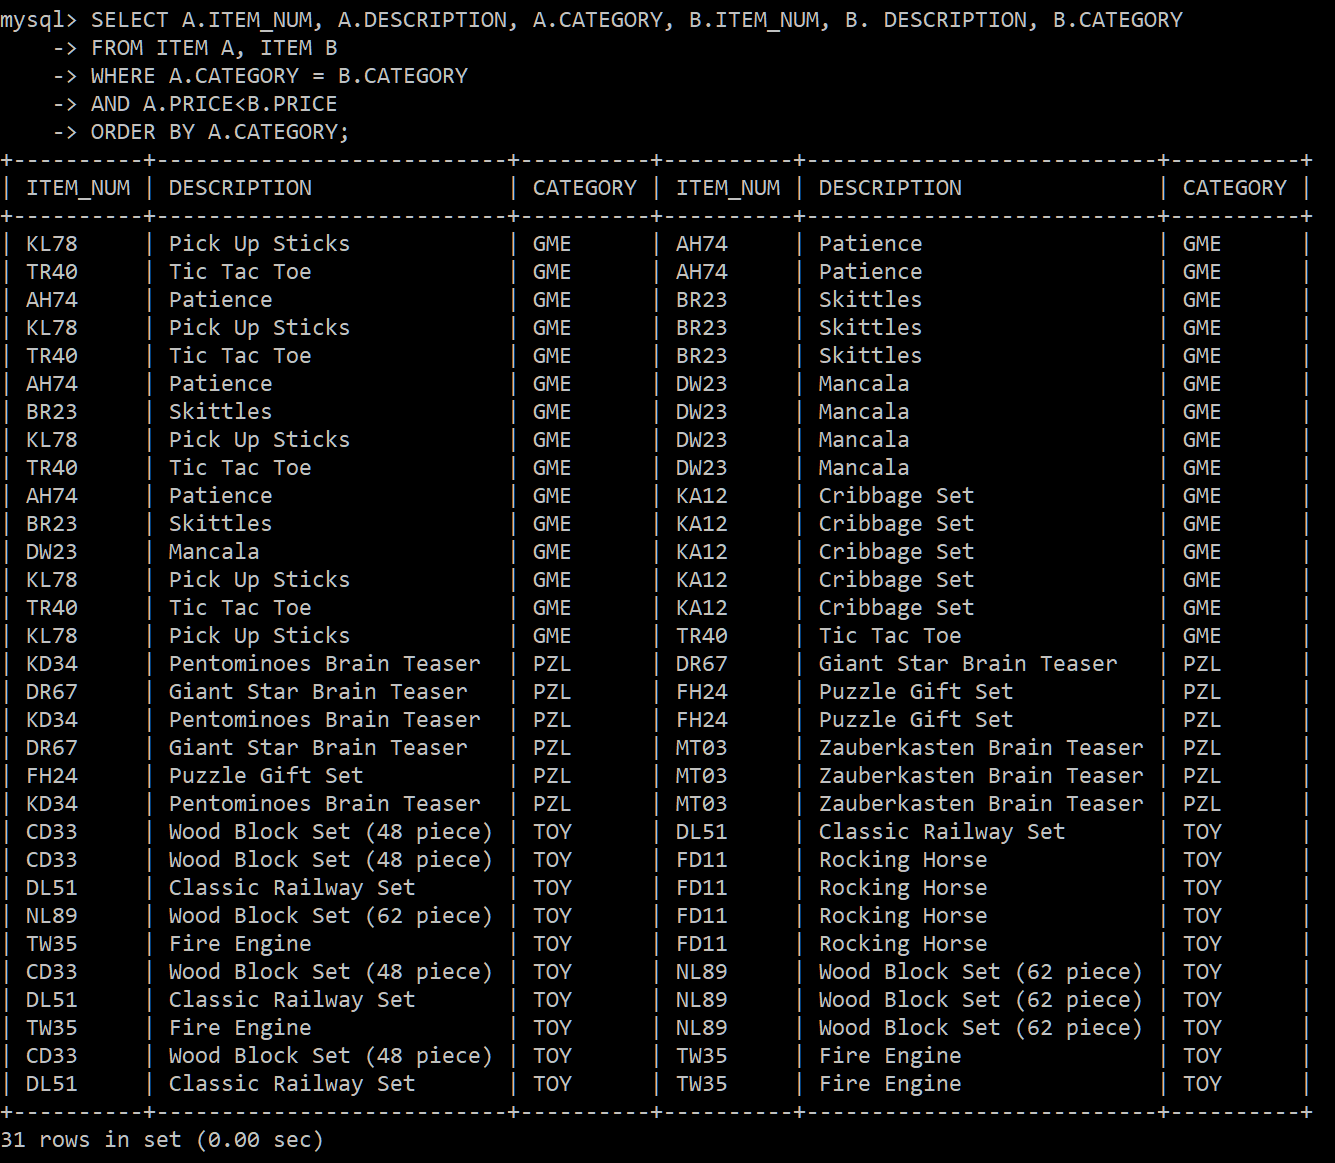 mysql> SELECT A.ITEM_NUM, A.DESCRIPTION, A.CATEGORY, B.ITEM_NUM, B. DESCRIPTION, B.CATEGORY
    -> FROM ITEM A, ITEM B
    -> WHERE A.CATEGORY = B.CATEGORY
    -> AND A.PRICE<B.PRICE
    -> ORDER BY A.CATEGORY;
+----------+---------------------------+----------+----------+---------------------------+----------+
| ITEM_NUM | DESCRIPTION               | CATEGORY | ITEM_NUM | DESCRIPTION               | CATEGORY |
+----------+---------------------------+----------+----------+---------------------------+----------+
| KL78     | Pick Up Sticks            | GME      | AH74     | Patience                  | GME      |
| TR40     | Tic Tac Toe               | GME      | AH74     | Patience                  | GME      |
| AH74     | Patience                  | GME      | BR23     | Skittles                  | GME      |
| KL78     | Pick Up Sticks            | GME      | BR23     | Skittles                  | GME      |
| TR40     | Tic Tac Toe               | GME      | BR23     | Skittles                  | GME      |
| AH74     | Patience                  | GME      | DW23     | Mancala                   | GME      |
| BR23     | Skittles                  | GME      | DW23     | Mancala                   | GME      |
| KL78     | Pick Up Sticks            | GME      | DW23     | Mancala                   | GME      |
| TR40     | Tic Tac Toe               | GME      | DW23     | Mancala                   | GME      |
| AH74     | Patience                  | GME      | KA12     | Cribbage Set              | GME      |
| BR23     | Skittles                  | GME      | KA12     | Cribbage Set              | GME      |
| DW23     | Mancala                   | GME      | KA12     | Cribbage Set              | GME      |
| KL78     | Pick Up Sticks            | GME      | KA12     | Cribbage Set              | GME      |
| TR40     | Tic Tac Toe               | GME      | KA12     | Cribbage Set              | GME      |
| KL78     | Pick Up Sticks            | GME      | TR40     | Tic Tac Toe               | GME      |
| KD34     | Pentominoes Brain Teaser  | PZL      | DR67     | Giant Star Brain Teaser   | PZL      |
| DR67     | Giant Star Brain Teaser   | PZL      | FH24     | Puzzle Gift Set           | PZL      |
| KD34     | Pentominoes Brain Teaser  | PZL      | FH24     | Puzzle Gift Set           | PZL      |
| DR67     | Giant Star Brain Teaser   | PZL      | MT03     | Zauberkasten Brain Teaser | PZL      |
| FH24     | Puzzle Gift Set           | PZL      | MT03     | Zauberkasten Brain Teaser | PZL      |
| KD34     | Pentominoes Brain Teaser  | PZL      | MT03     | Zauberkasten Brain Teaser | PZL      |
| CD33     | Wood Block Set (48 piece) | TOY      | DL51     | Classic Railway Set       | TOY      |
| CD33     | Wood Block Set (48 piece) | TOY      | FD11     | Rocking Horse             | TOY      |
| DL51     | Classic Railway Set       | TOY      | FD11     | Rocking Horse             | TOY      |
| NL89     | Wood Block Set (62 piece) | TOY      | FD11     | Rocking Horse             | TOY      |
| TW35     | Fire Engine               | TOY      | FD11     | Rocking Horse             | TOY      |
| CD33     | Wood Block Set (48 piece) | TOY      | NL89     | Wood Block Set (62 piece) | TOY      |
| DL51     | Classic Railway Set       | TOY      | NL89     | Wood Block Set (62 piece) | TOY      |
| TW35     | Fire Engine               | TOY      | NL89     | Wood Block Set (62 piece) | TOY      |
| CD33     | Wood Block Set (48 piece) | TOY      | TW35     | Fire Engine               | TOY      |
| DL51     | Classic Railway Set       | TOY      | TW35     | Fire Engine               | TOY      |
+----------+---------------------------+----------+----------+---------------------------+----------+
31 rows in set (0.00 sec)